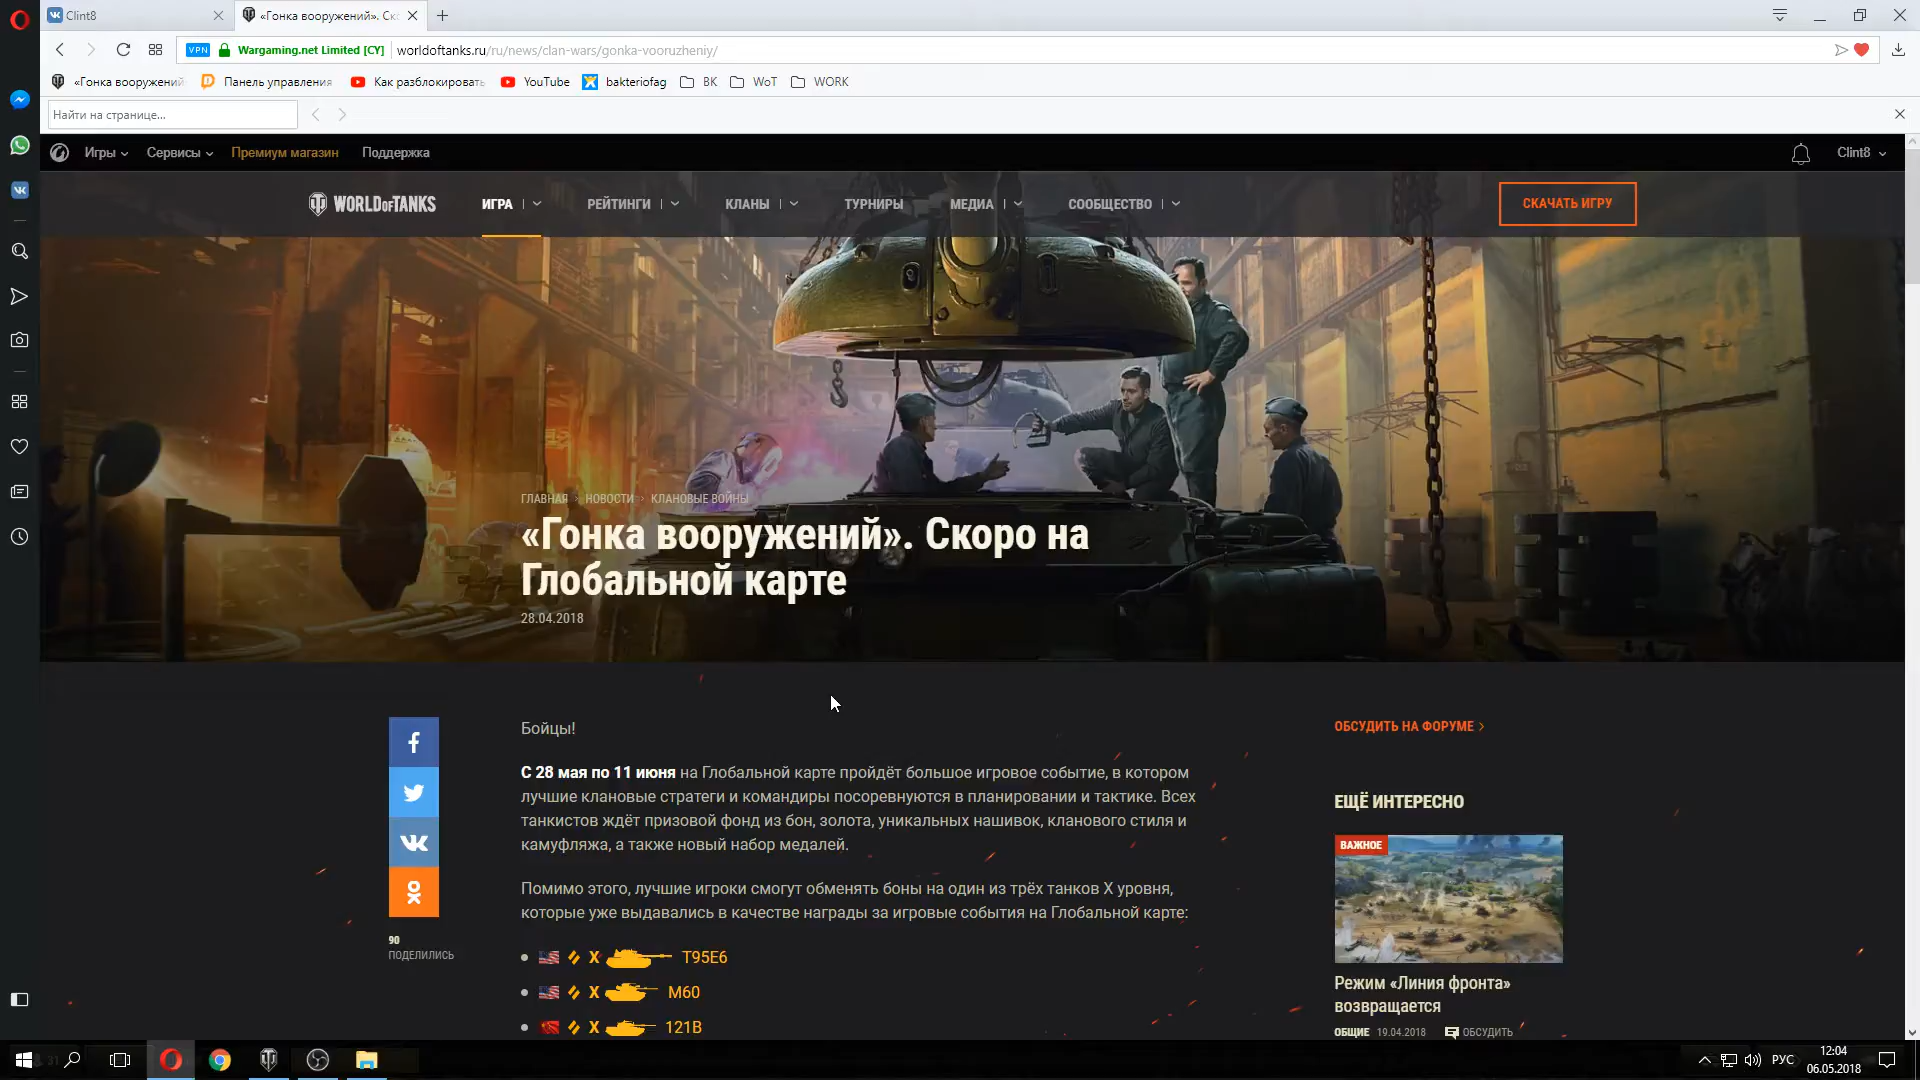 Clint8
«Гонка вооружений». Ск
VPN
Wargaming.net Limited [CY]
worldoftanks.ru/ru/news/clan-wars/gonka-vooruzheniy/
«Гонка вооружений
Панель управления
Как разблокировать
YouTube
bakteriofag
ВК
WoT
WORK
Найти на странице...
Игры
Сервисы
Премиум магазин
Поддержка
Clint8
WORLD OF TANKS
ИГРА
РЕЙТИНГИ
КЛАНЫ
ТУРНИРЫ
МЕДИА
СООБЩЕСТВО
СКАЧАТЬ ИГРУ
ГЛАВНАЯ › НОВОСТИ › КЛАНОВЫЕ ВОЙНЫ
«Гонка вооружений». Скоро на
Глобальной карте
28.04.2018
Бойцы!
С 28 мая по 11 июня на Глобальной карте пройдёт большое игровое событие, в котором
лучшие клановые стратеги и командиры посоревнуются в планировании и тактике. Всех
танкистов ждёт призовой фонд из бон, золота, уникальных нашивок, кланового стиля и
камуфляжа, а также новый набор медалей.
Помимо этого, лучшие игроки смогут обменять боны на один из трёх танков X уровня,
которые уже выдавались в качестве награды за игровые события на Глобальной карте:
X T95E6
X M60
X 121B
90
ПОДЕЛИЛИСЬ
ОБСУДИТЬ НА ФОРУМЕ ›
ЕЩЁ ИНТЕРЕСНО
ВАЖНОЕ
Режим «Линия фронта»
возвращается
ОБЩИЕ 19.04.2018 ОБСУДИТЬ
РУС
12:04
06.05.2018